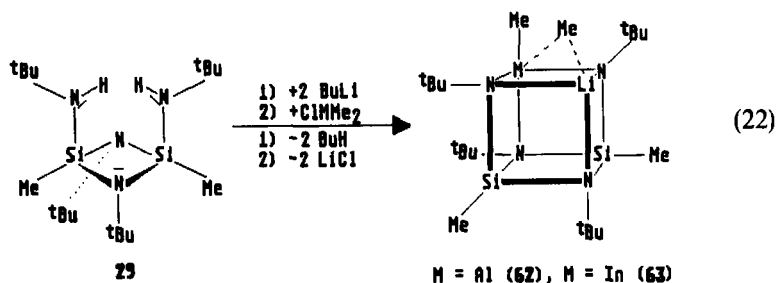 tBu N H H N tBu
N
Si Si
Me N Me
tBu
tBu
29
1) +2 BuLi
2) +ClMMe2
1) -2 BuH
2) -2 LiCl
Me Me tBu
M N
tBu N Li
tBu N Si Me
Si N
Me tBu
M = Al (62), M = In (63)
(22)